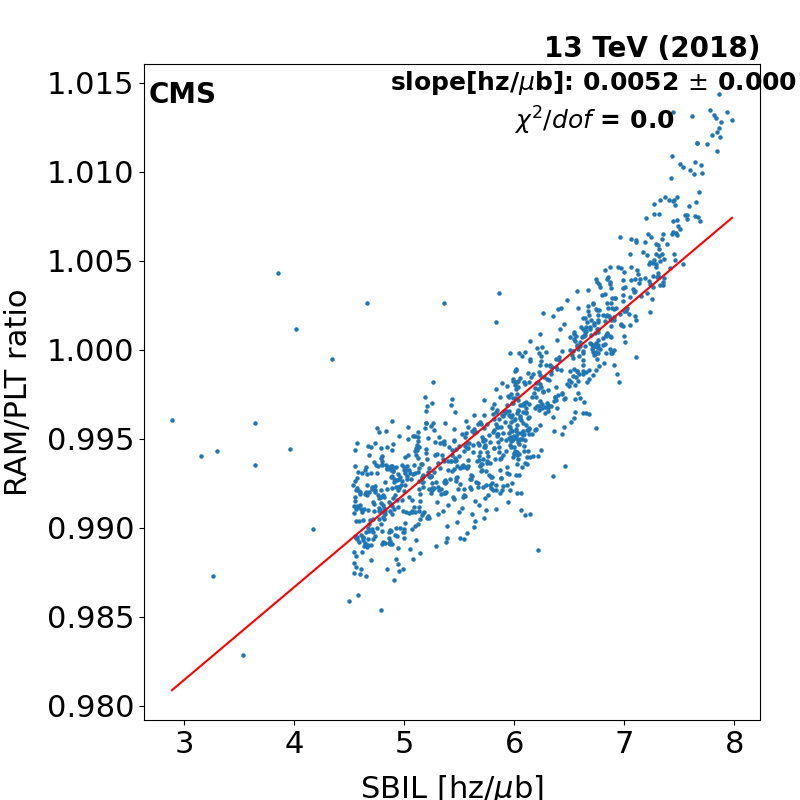 13 TeV (2018)
CMS
slope[hz/μb]: 0.0052 ± 0.000
χ²/dof = 0.0
1.015
1.010
1.005
1.000
0.995
0.990
0.985
0.980
RAM/PLT ratio
3 4 5 6 7 8
SBIL [hz/μb]